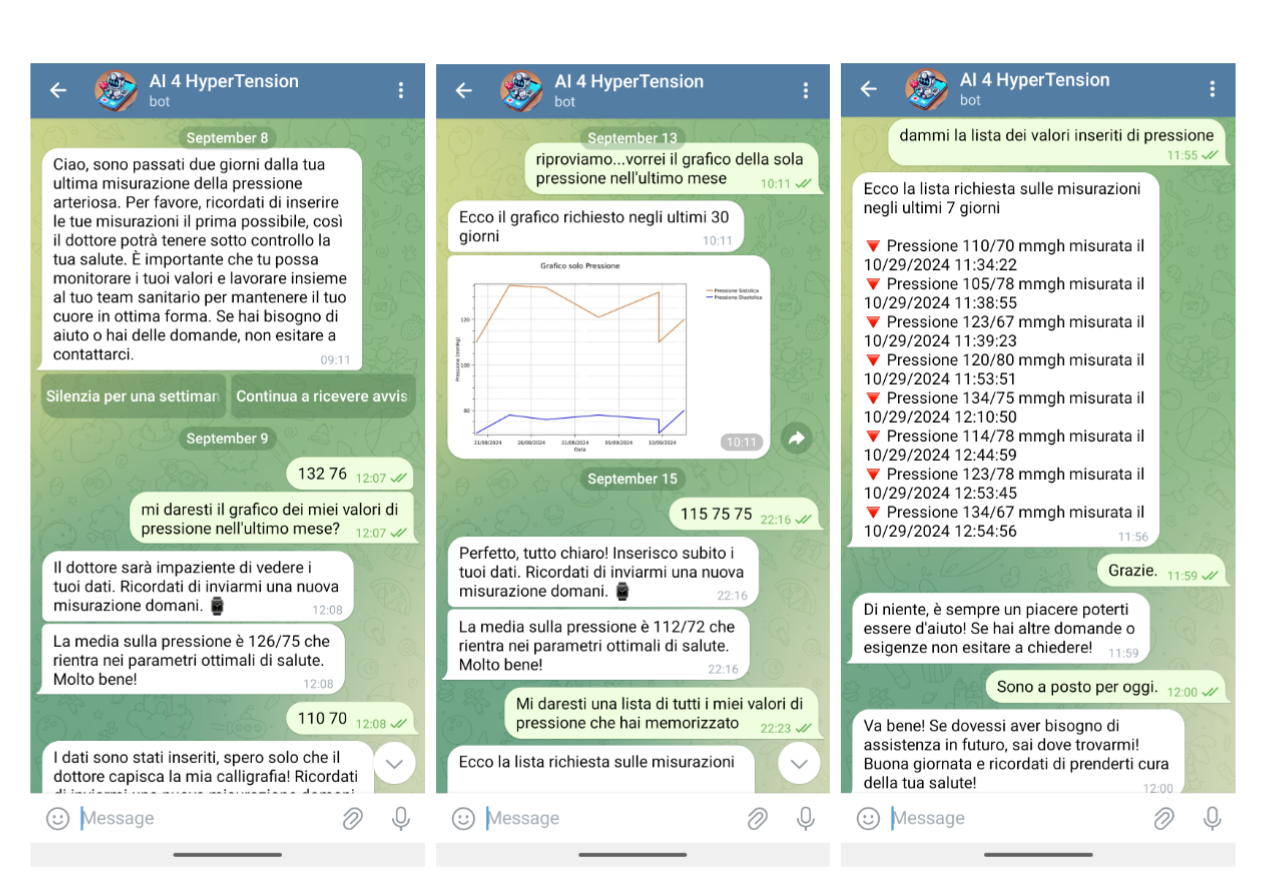 AI 4 HyperTension
bot
September 8
Ciao, sono passati due giorni dalla tua
ultima misurazione della pressione
arteriosa. Per favore, ricordati di inserire
le tue misurazioni il prima possibile, così
il dottore potrà tenere sotto controllo la
tua salute. È importante che tu possa
monitorare i tuoi valori e lavorare insieme
al tuo team sanitario per mantenere il tuo
cuore in ottima forma. Se hai bisogno di
aiuto o hai delle domande, non esitare a
contattarci.
09:11
Silenzia per una settimar
Continua a ricevere avvis
September 9
132 76 12:07
mi daresti il grafico dei miei valori di
pressione nell'ultimo mese? 12:07
Il dottore sarà impaziente di vedere i
tuoi dati. Ricordati di inviarmi una nuova
misurazione domani. 12:08
La media sulla pressione è 126/75 che
rientra nei parametri ottimali di salute.
Molto bene! 12:08
110 70 12:08
I dati sono stati inseriti, spero solo che il
dottore capisca la mia calligrafia! Ricordati
di inviarmi una nuova misurazione domani
Message
AI 4 HyperTension
bot
September 13
riproviamo...vorrei il grafico della sola
pressione nell'ultimo mese 10:11
Ecco il grafico richiesto negli ultimi 30
giorni 10:11
Grafico solo Pressione
Pressione Sistolica
Pressione Diastolica
Pressione (mmHg)
120
100
80
21/08/2024 26/08/2024 31/08/2024 05/09/2024 10/09/2024
Data
10:11
September 15
115 75 75 22:16
Perfetto, tutto chiaro! Inserisco subito i
tuoi dati. Ricordati di inviarmi una nuova
misurazione domani. 22:16
La media sulla pressione è 112/72 che
rientra nei parametri ottimali di salute.
Molto bene! 22:16
Mi daresti una lista di tutti i miei valori di
pressione che hai memorizzato 22:23
Ecco la lista richiesta sulle misurazioni
Message
AI 4 HyperTension
bot
dammi la lista dei valori inseriti di pressione
11:55
Ecco la lista richiesta sulle misurazioni
negli ultimi 7 giorni
Pressione 110/70 mmgh misurata il
10/29/2024 11:34:22
Pressione 105/78 mmgh misurata il
10/29/2024 11:38:55
Pressione 123/67 mmgh misurata il
10/29/2024 11:39:23
Pressione 120/80 mmgh misurata il
10/29/2024 11:53:51
Pressione 134/75 mmgh misurata il
10/29/2024 12:10:50
Pressione 114/78 mmgh misurata il
10/29/2024 12:44:59
Pressione 123/78 mmgh misurata il
10/29/2024 12:53:45
Pressione 134/67 mmgh misurata il
10/29/2024 12:54:56
11:56
Grazie. 11:59
Di niente, è sempre un piacere poterti
essere d'aiuto! Se hai altre domande o
esigenze non esitare a chiedere! 11:59
Sono a posto per oggi. 12:00
Va bene! Se dovessi aver bisogno di
assistenza in futuro, sai dove trovarmi!
Buona giornata e ricordati di prenderti cura
della tua salute! 12:00
Message